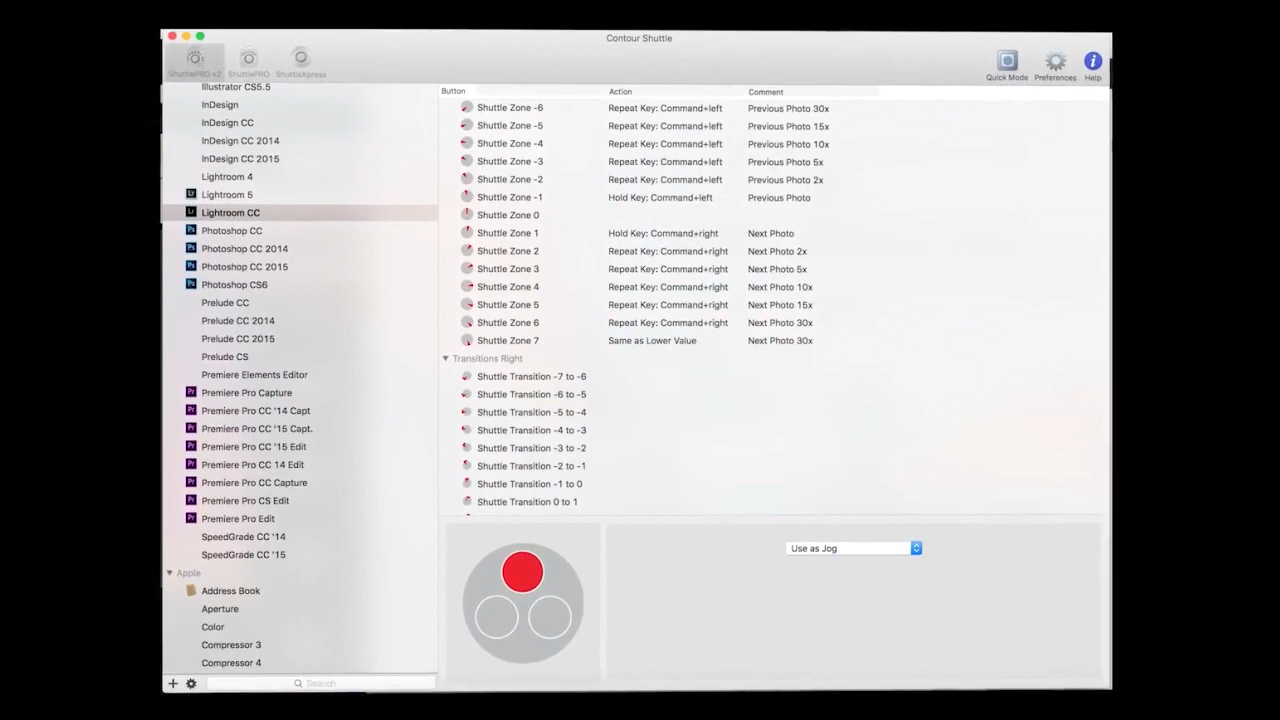 Contour Shuttle
ShuttlePRO v2 ShuttlePRO ShuttleXpress
Quick Mode Preferences Help
Illustrator CS5.5
InDesign
InDesign CC
InDesign CC 2014
InDesign CC 2015
Lightroom 4
Lightroom 5
Lightroom CC
Photoshop CC
Photoshop CC 2014
Photoshop CC 2015
Photoshop CS6
Prelude CC
Prelude CC 2014
Prelude CC 2015
Prelude CS
Premiere Elements Editor
Premiere Pro Capture
Premiere Pro CC '14 Capt
Premiere Pro CC '15 Capt.
Premiere Pro CC '15 Edit
Premiere Pro CC 14 Edit
Premiere Pro CC Capture
Premiere Pro CS Edit
Premiere Pro Edit
SpeedGrade CC '14
SpeedGrade CC '15
Apple
Address Book
Aperture
Color
Compressor 3
Compressor 4
Search
Button Action Comment
Shuttle Zone -6 Repeat Key: Command+left Previous Photo 30x
Shuttle Zone -5 Repeat Key: Command+left Previous Photo 15x
Shuttle Zone -4 Repeat Key: Command+left Previous Photo 10x
Shuttle Zone -3 Repeat Key: Command+left Previous Photo 5x
Shuttle Zone -2 Repeat Key: Command+left Previous Photo 2x
Shuttle Zone -1 Hold Key: Command+left Previous Photo
Shuttle Zone 0
Shuttle Zone 1 Hold Key: Command+right Next Photo
Shuttle Zone 2 Repeat Key: Command+right Next Photo 2x
Shuttle Zone 3 Repeat Key: Command+right Next Photo 5x
Shuttle Zone 4 Repeat Key: Command+right Next Photo 10x
Shuttle Zone 5 Repeat Key: Command+right Next Photo 15x
Shuttle Zone 6 Repeat Key: Command+right Next Photo 30x
Shuttle Zone 7 Same as Lower Value Next Photo 30x
Transitions Right
Shuttle Transition -7 to -6
Shuttle Transition -6 to -5
Shuttle Transition -5 to -4
Shuttle Transition -4 to -3
Shuttle Transition -3 to -2
Shuttle Transition -2 to -1
Shuttle Transition -1 to 0
Shuttle Transition 0 to 1
Use as Jog